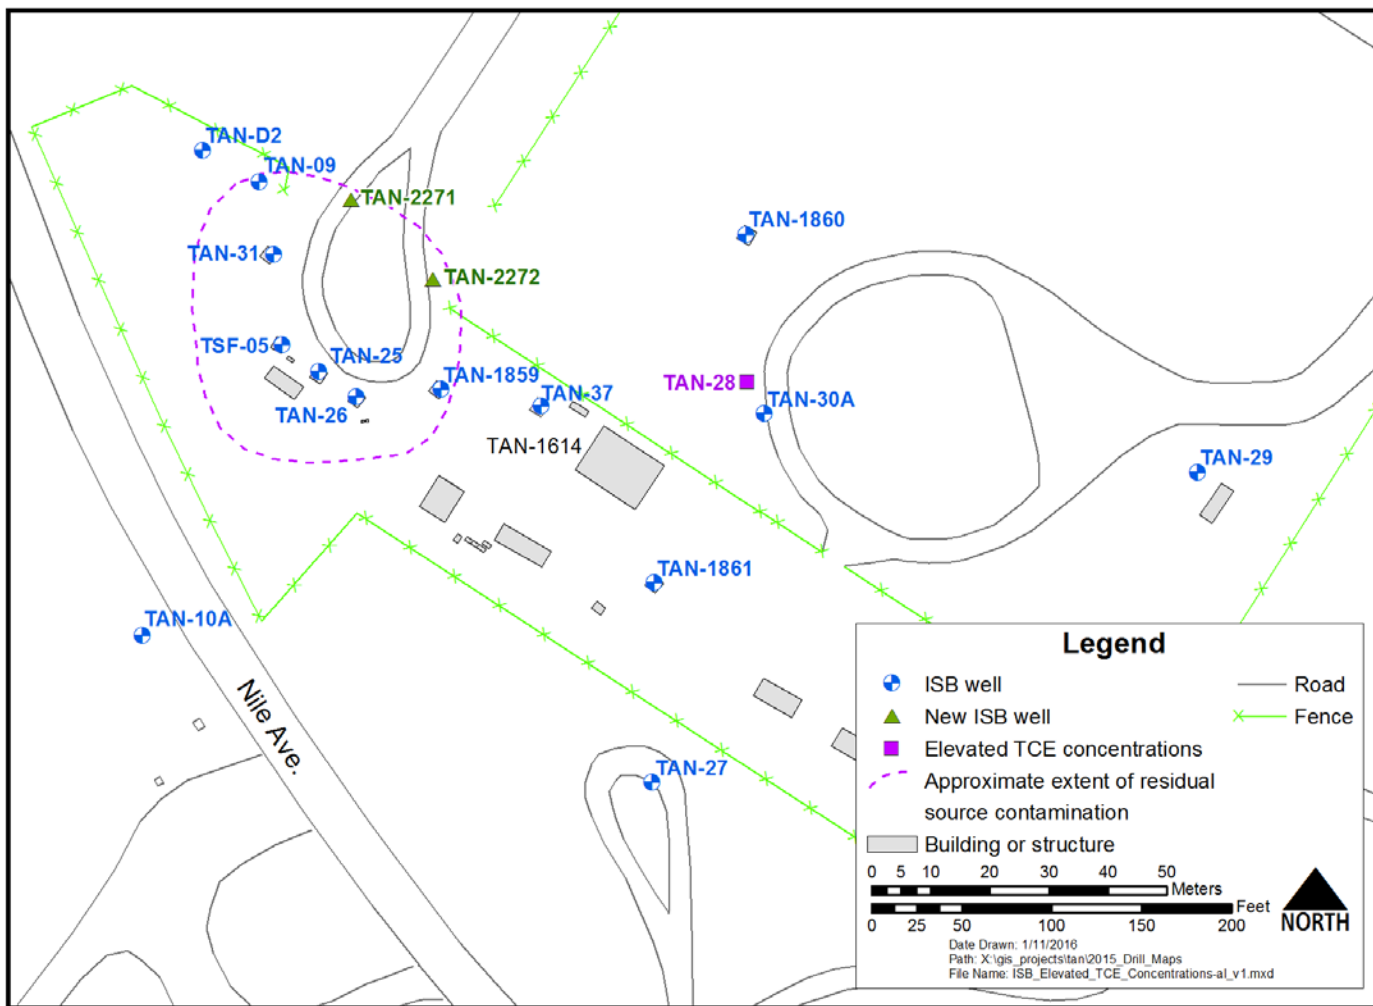 TAN-D2
TAN-09
TAN-2271
TAN-1860
TAN-31
TAN-2272
TSF-05
TAN-25
TAN-1859
TAN-28
TAN-37
TAN-30A
TAN-26
TAN-1614
TAN-29
TAN-1861
TAN-10A
Nile Ave.
TAN-27
Legend
ISB well
Road
New ISB well
Fence
Elevated TCE concentrations
Approximate extent of residual
source contamination
Building or structure
0 5 10 20 30 40 50
Meters
Feet
0 25 50 100 150 200
NORTH
Date Drawn: 1/11/2016
Path: X:\gis_projects\tan\2015_Drill_Maps
File Name: ISB_Elevated_TCE_Concentrations-al_v1.mxd